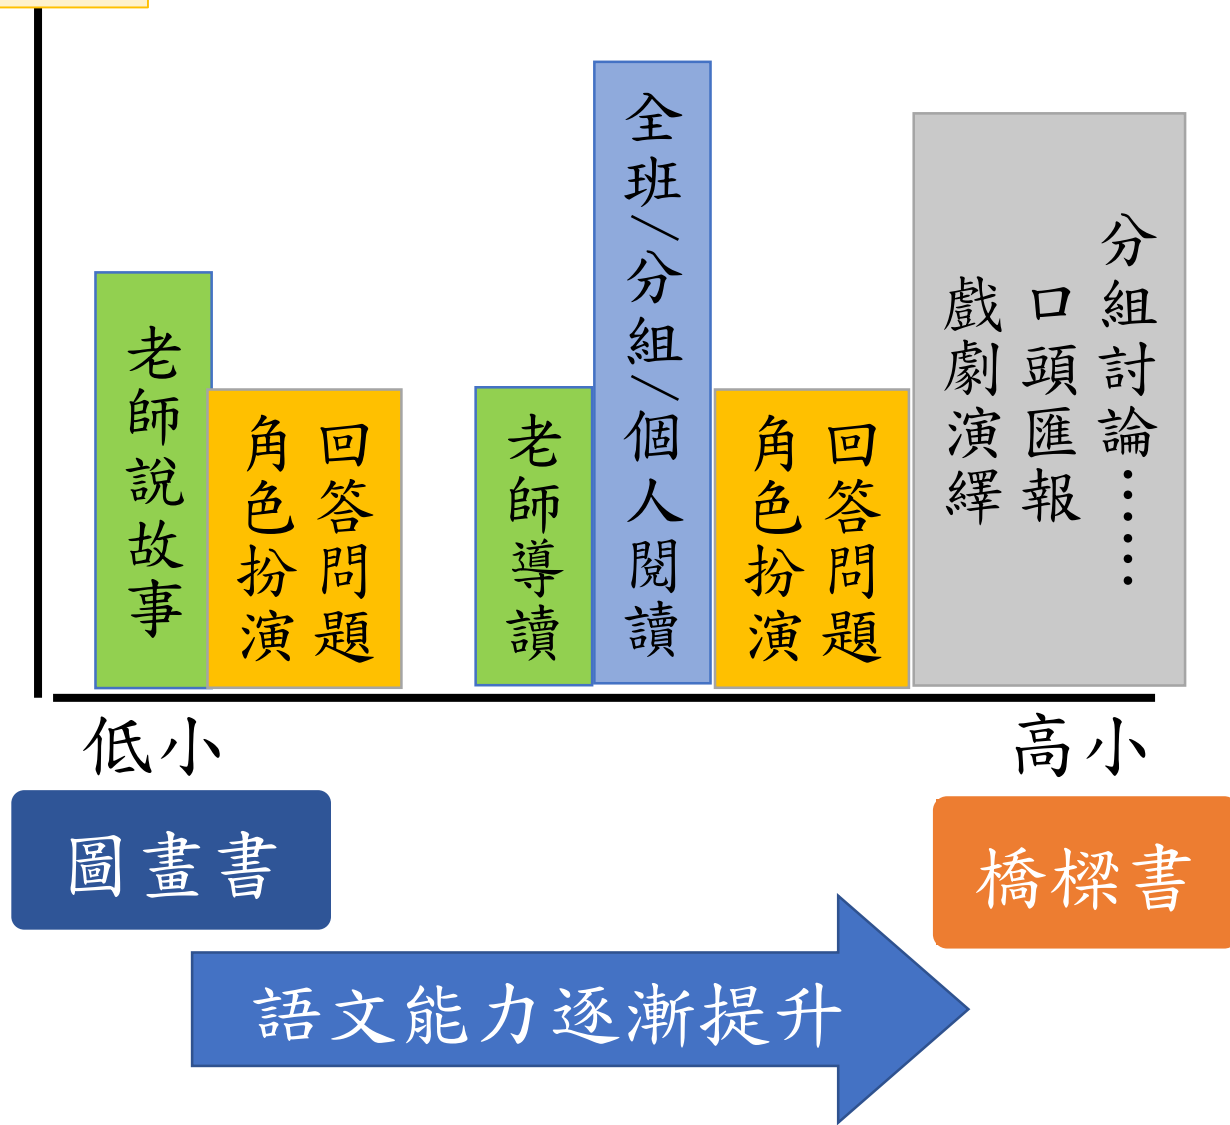 老師說故事
回答問題
角色扮演
老師導讀
全班/分組/個人閱讀
回答問題
角色扮演
分組討論……
口頭匯報
戲劇演繹
低小
高小
圖畫書
橋樑書
語文能力逐漸提升